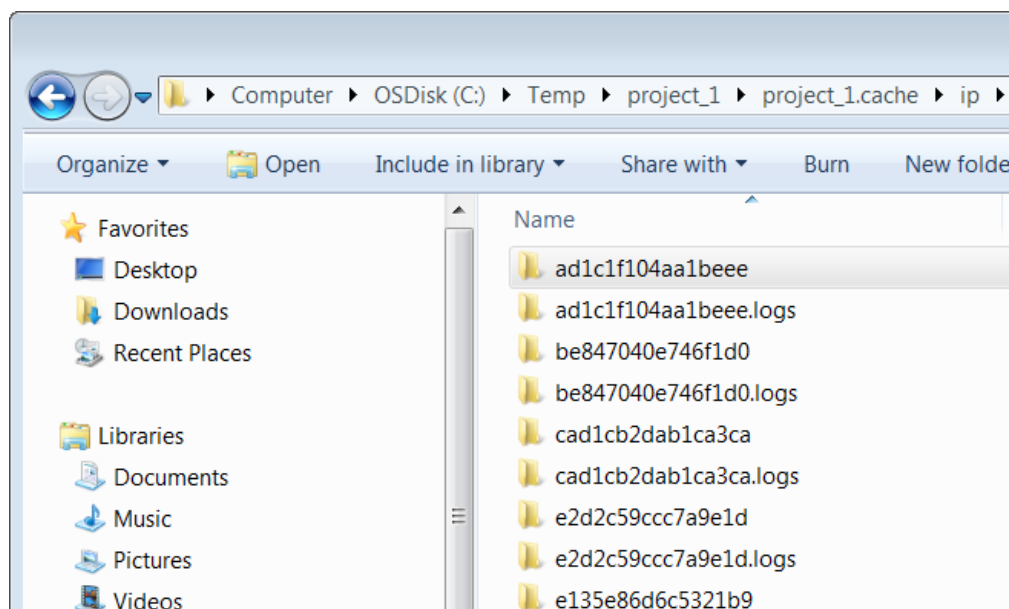 Computer OSDisk (C:) Temp project_1 project_1.cache ip
Organize Open Include in library Share with Burn New folde
Favorites
Desktop
Downloads
Recent Places
Libraries
Documents
Music
Pictures
Videos
Name
ad1c1f104aa1beee
ad1c1f104aa1beee.logs
be847040e746f1d0
be847040e746f1d0.logs
cad1cb2dab1ca3ca
cad1cb2dab1ca3ca.logs
e2d2c59ccc7a9e1d
e2d2c59ccc7a9e1d.logs
e135e86d6c5321b9